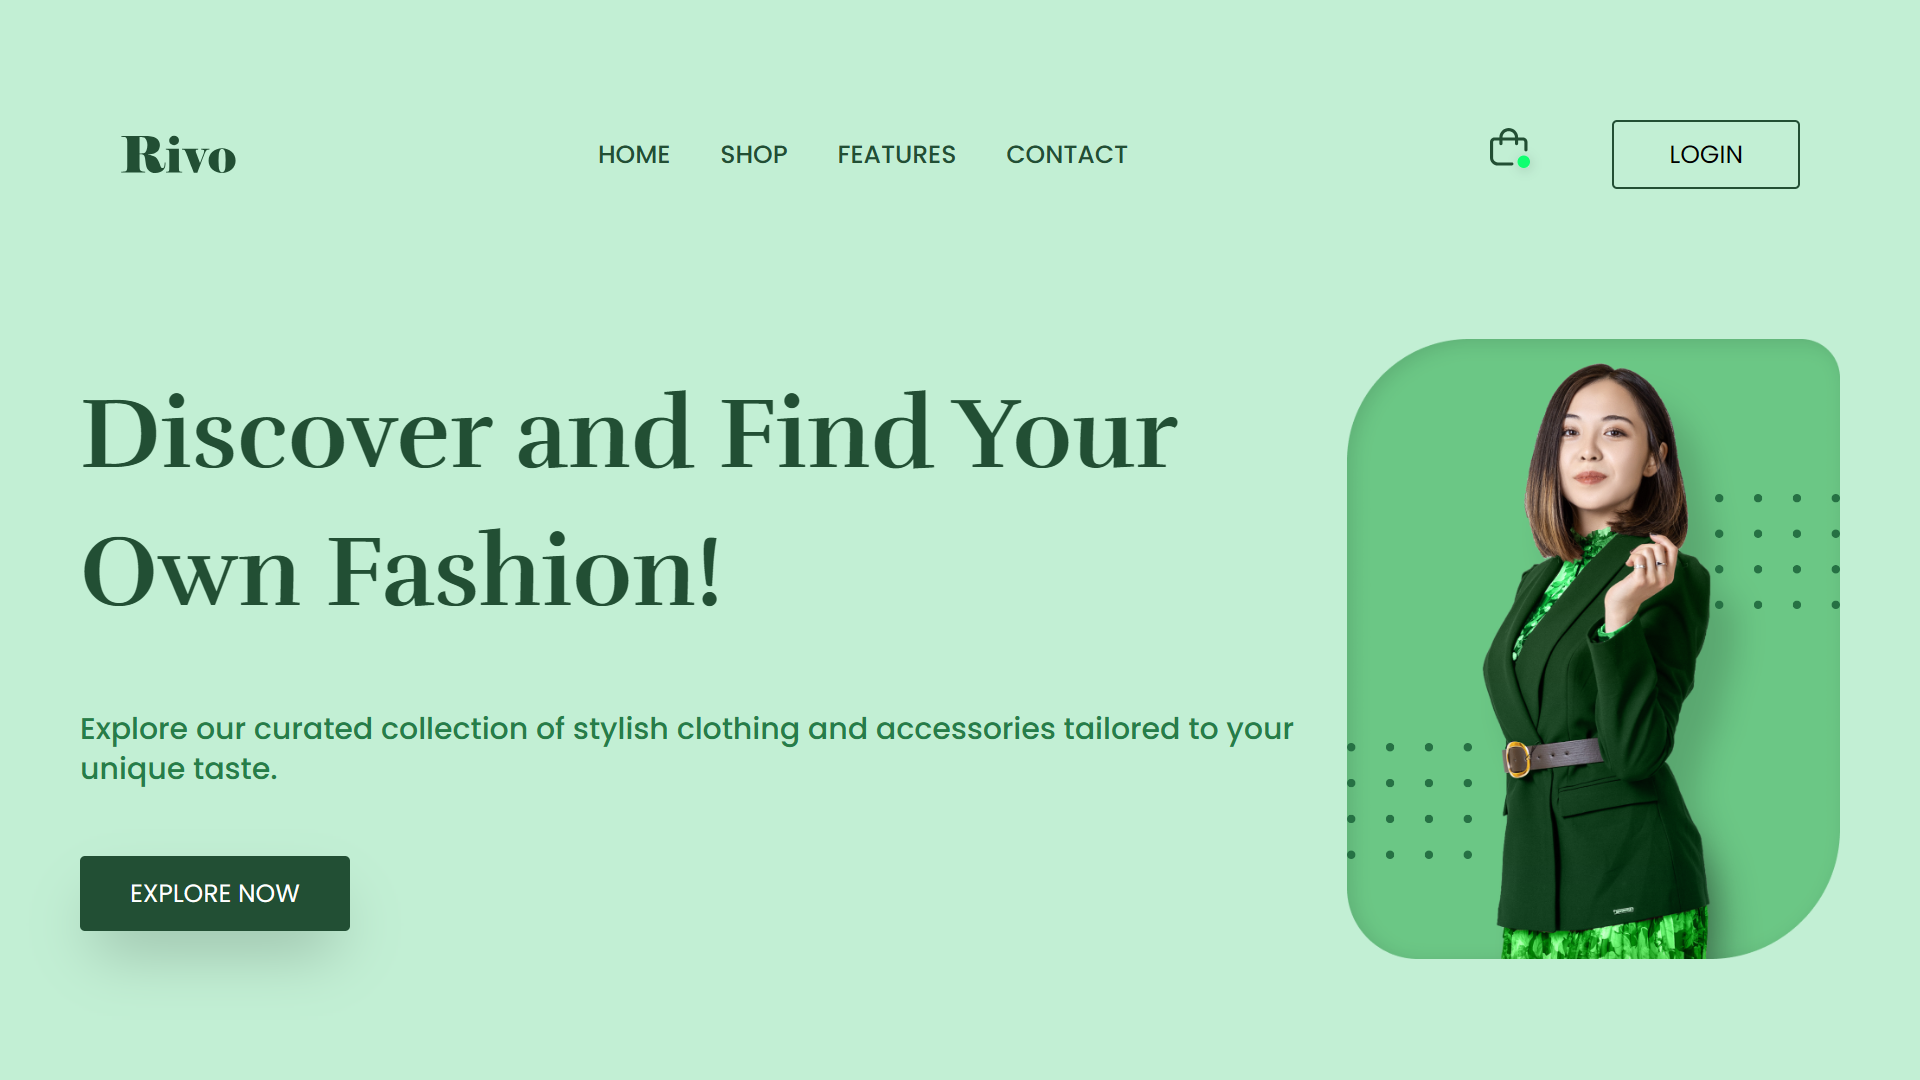 Rivo
HOME
SHOP
FEATURES
CONTACT
LOGIN
Discover and Find Your
Own Fashion!
Explore our curated collection of stylish clothing and accessories tailored to your
unique taste.
EXPLORE NOW